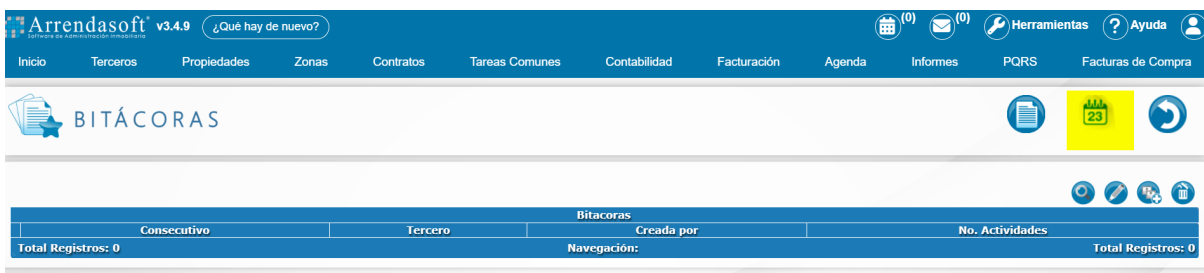 Arrendasoft® v3.4.9 ¿Qué hay de nuevo? (0) (0) Herramientas ? Ayuda
Software de Administración Inmobiliaria
Inicio Terceros Propiedades Zonas Contratos Tareas Comunes Contabilidad Facturación Agenda Informes PQRS Facturas de Compra
BITÁCORAS 23
Bitacoras
Consecutivo Tercero Creada por No. Actividades
Total Registros: 0 Navegación: Total Registros: 0